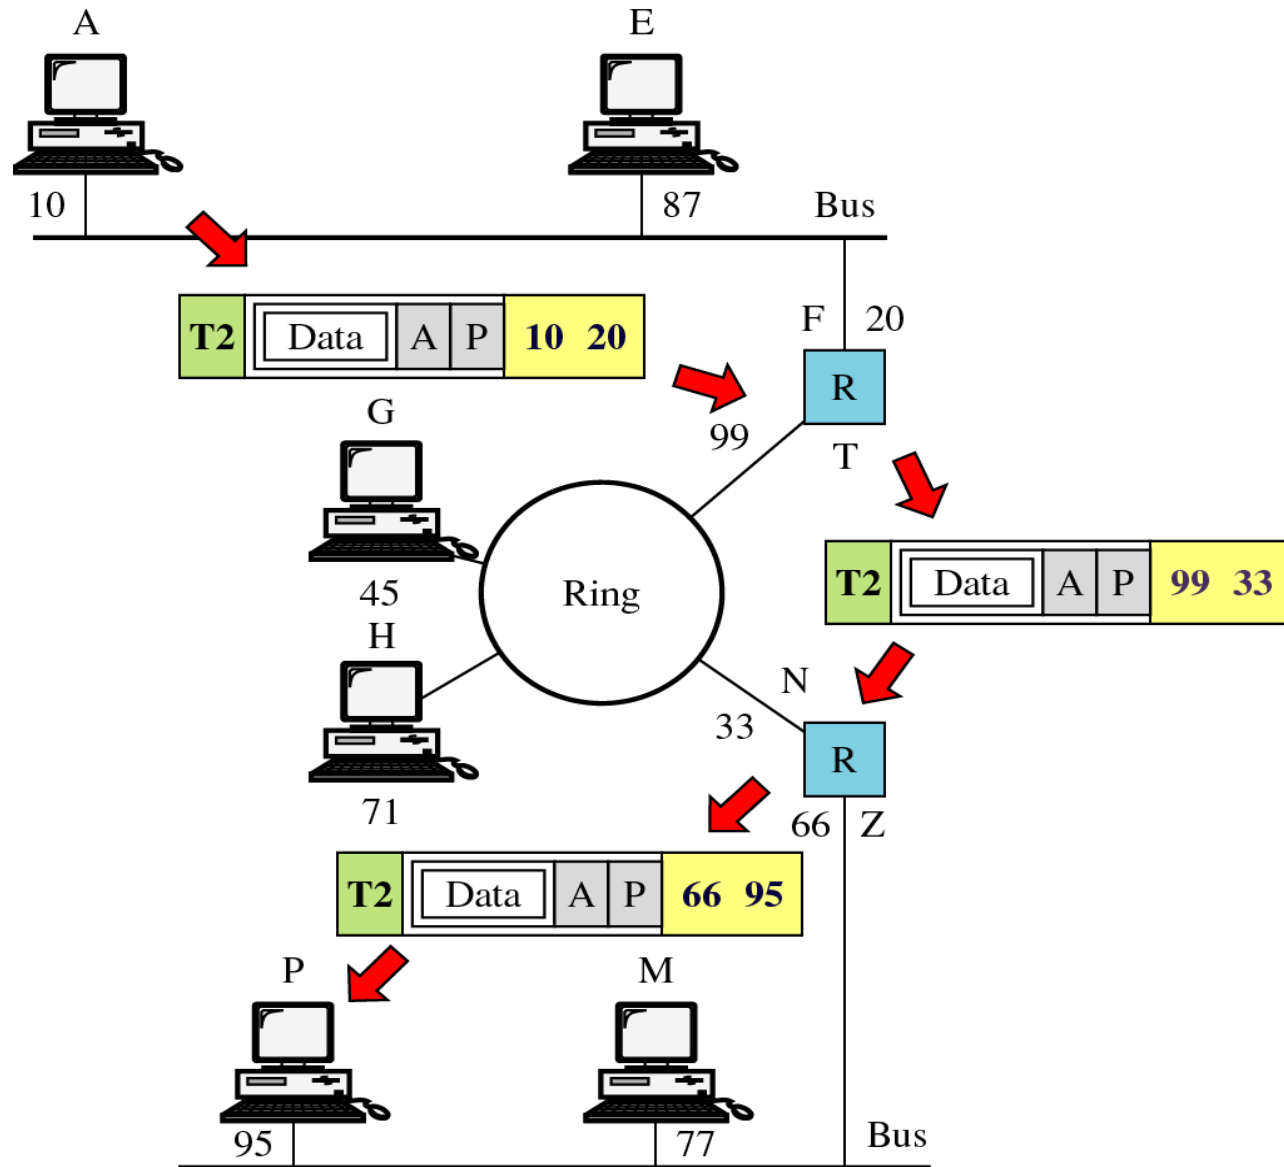 A E
10 87 Bus
F 20
T2 Data A P 10 20
R
G 99 T
45 Ring
T2 Data A P 99 33
H N
33 R
71 66 Z
T2 Data A P 66 95
P M
95 77 Bus